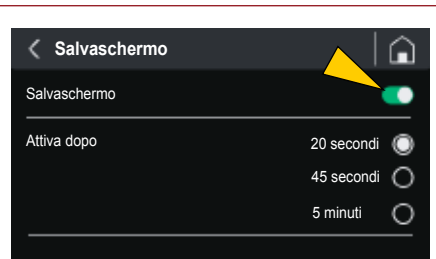 Salvaschermo
Salvaschermo
Attiva dopo 20 secondi
45 secondi
5 minuti